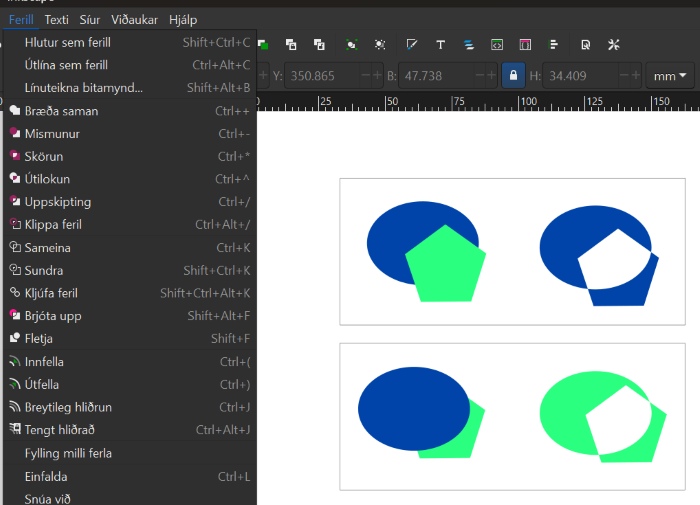 Ferill Texti Síur Viðaukar Hjálp
Hlutur sem ferill Shift+Ctrl+C
Útlína sem ferill Ctrl+Alt+C
Línuteikna bitamynd... Shift+Alt+B
Bræða saman Ctrl++
Mismunur Ctrl+-
Skörun Ctrl+*
Útilokun Ctrl+^
Uppskipting Ctrl+/
Klippa feril Ctrl+Alt+/
Sameina Ctrl+K
Sundra Shift+Ctrl+K
Kljúfa feril Shift+Ctrl+Alt+K
Brjóta upp Shift+Alt+F
Fletja Shift+F
Innfella Ctrl+(
Útfella Ctrl+)
Breytileg hliðrun Ctrl+J
Tengt hliðrað Ctrl+Alt+J
Fylling milli ferla
Einfalda Ctrl+L
Snúa við
Y: 350.865 B: 47.738 H: 34.409 mm
25 50 75 100 125 150